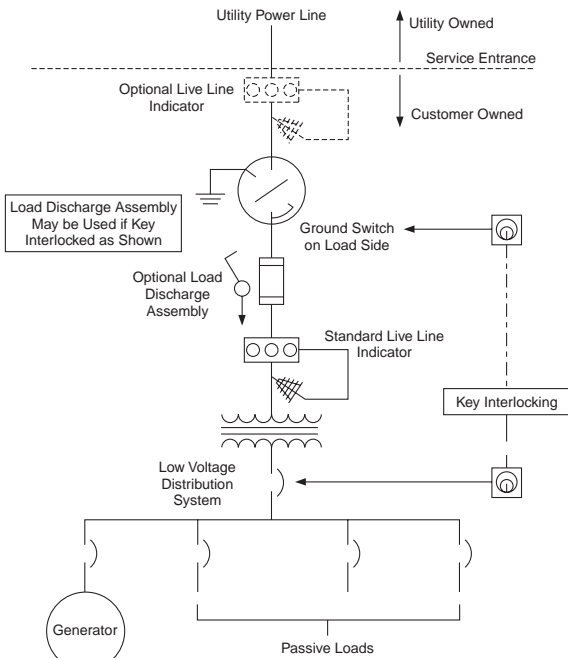 Utility Power Line
Utility Owned
Service Entrance
Optional Live Line
Indicator
Customer Owned
Load Discharge Assembly
May Be Used if Key
Interlocked as Shown
Ground Switch
on Load Side
Optional Load
Discharge
Assembly
Standard Live Line
Indicator
Key Interlocking
Low Voltage
Distribution
System
Generator
Passive Loads